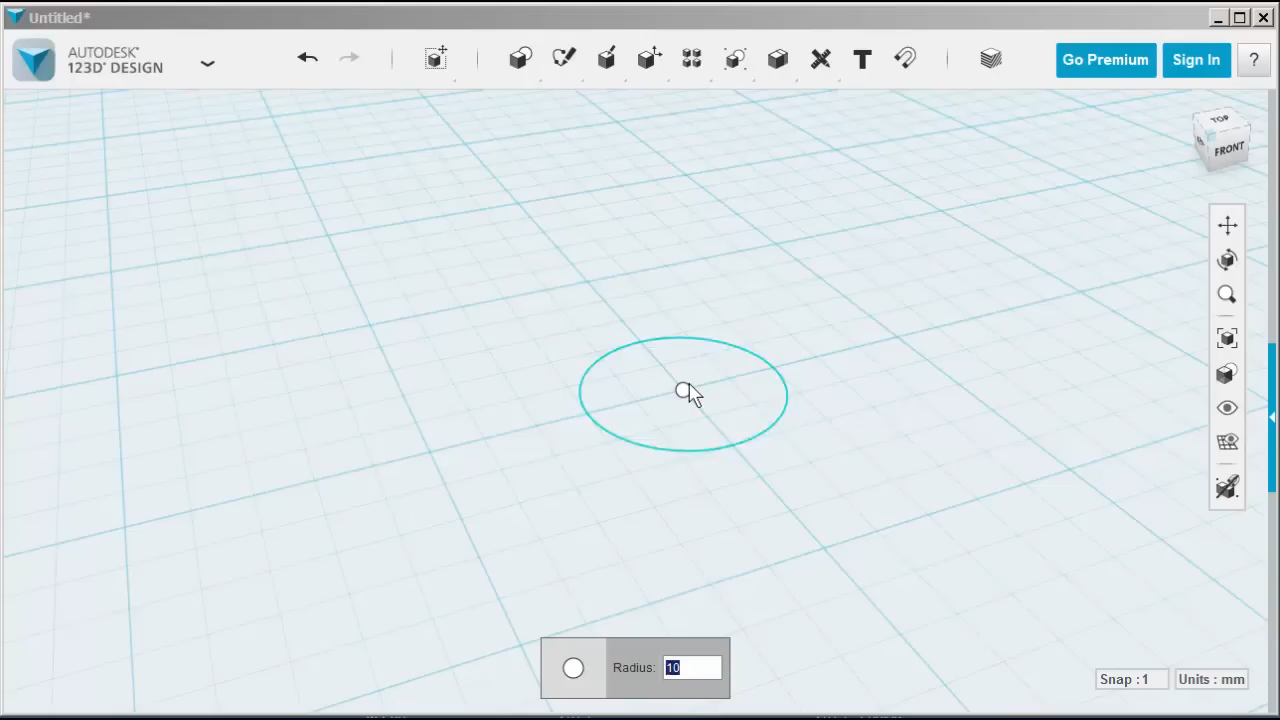 Untitled*
AUTODESK®
123D® DESIGN
Go Premium
Sign In
?
TOP
FRONT
Radius:
10
Snap : 1
Units : mm